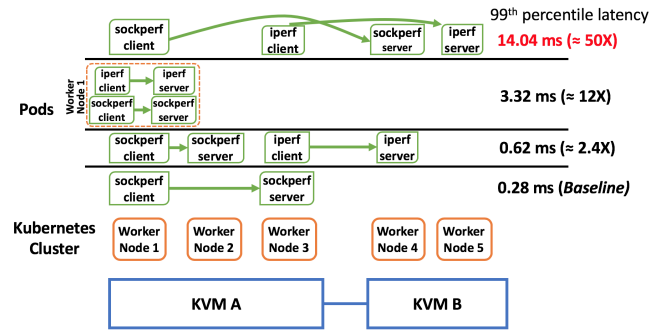 99th percentile latency
sockperf client
iperf client
sockperf server
iperf server
14.04 ms (≈ 50X)
Pods
Worker Node 1
iperf client
iperf server
sockperf client
sockperf server
3.32 ms (≈ 12X)
sockperf client
sockperf server
iperf client
iperf server
0.62 ms (≈ 2.4X)
sockperf client
sockperf server
0.28 ms (Baseline)
Kubernetes Cluster
Worker Node 1
Worker Node 2
Worker Node 3
Worker Node 4
Worker Node 5
KVM A
KVM B